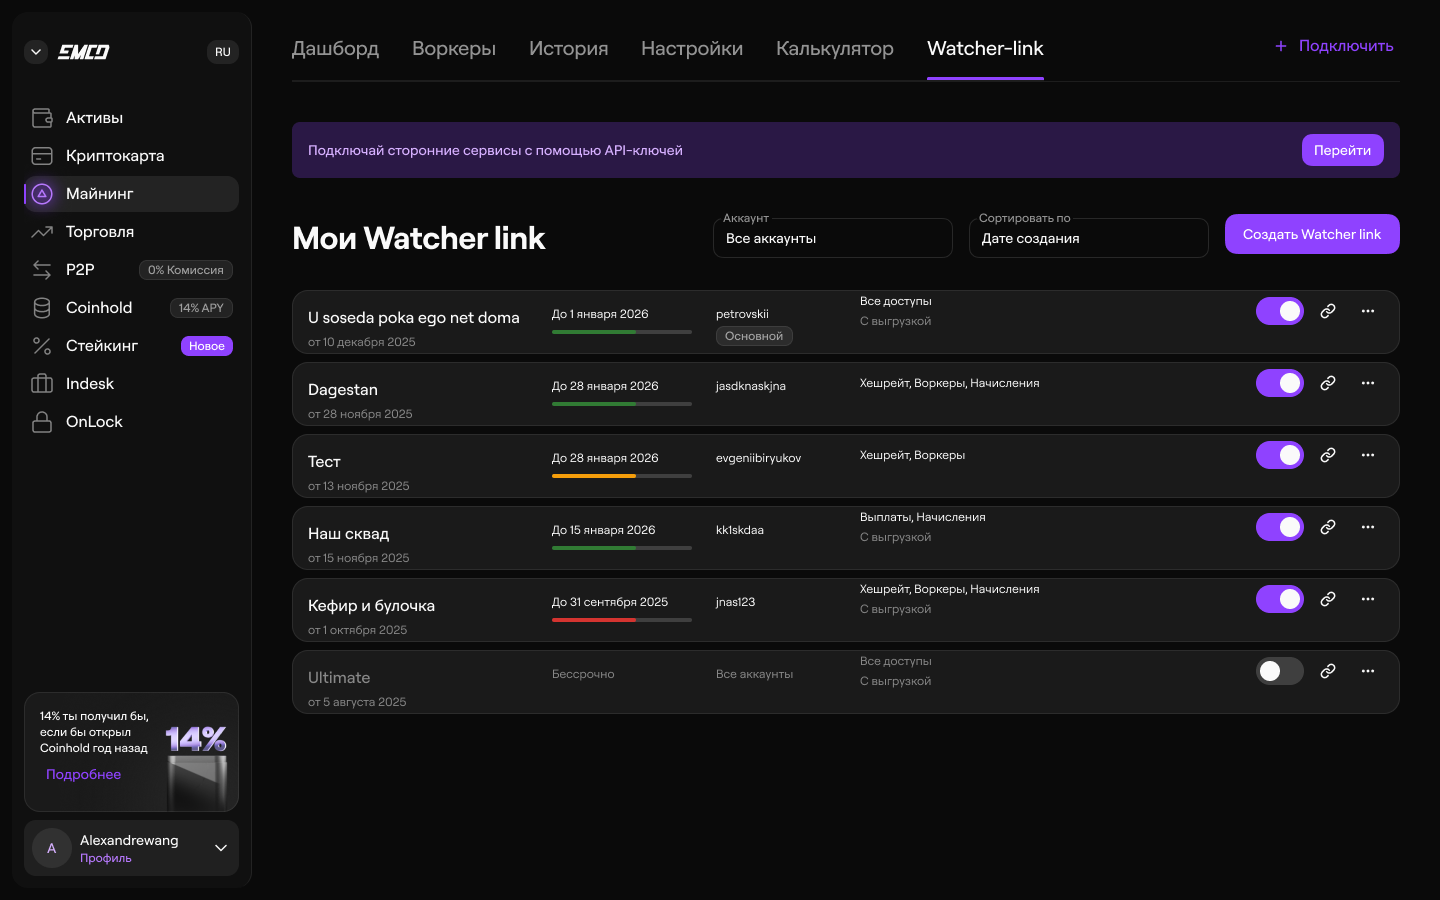 EMCD
RU
Активы
Криптокарта
Майнинг
Торговля
P2P
0% Комиссия
Coinhold
14% APY
Стейкинг
Новое
Indesk
OnLock
14% ты получил бы,
если бы открыл
Coinhold год назад
Подробнее
14%
A
Alexandrewang
Профиль
Дашборд
Воркеры
История
Настройки
Калькулятор
Watcher-link
+ Подключить
Подключай сторонние сервисы с помощью API-ключей
Перейти
Мои Watcher link
Аккаунт
Все аккаунты
Сортировать по
Дате создания
Создать Watcher link
U soseda poka ego net doma
от 10 декабря 2025
До 1 января 2026
petrovskii
Основной
Все доступы
С выгрузкой
Dagestan
от 28 ноября 2025
До 28 января 2026
jasdknaskjna
Хешрейт, Воркеры, Начисления
Тест
от 13 ноября 2025
До 28 января 2026
evgeniibiryukov
Хешрейт, Воркеры
Наш сквад
от 15 ноября 2025
До 15 января 2026
kk1skdaa
Выплаты, Начисления
С выгрузкой
Кефир и булочка
от 1 октября 2025
До 31 сентября 2025
jnas123
Хешрейт, Воркеры, Начисления
С выгрузкой
Ultimate
от 5 августа 2025
Бессрочно
Все аккаунты
Все доступы
С выгрузкой